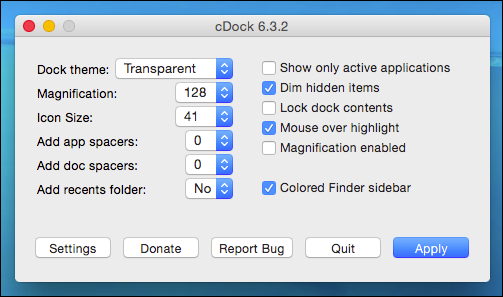 cDock 6.3.2
Dock theme: Transparent
Magnification: 128
Icon Size: 41
Add app spacers: 0
Add doc spacers: 0
Add recents folder: No
Show only active applications
Dim hidden items
Lock dock contents
Mouse over highlight
Magnification enabled
Colored Finder sidebar
Settings Donate Report Bug Quit Apply